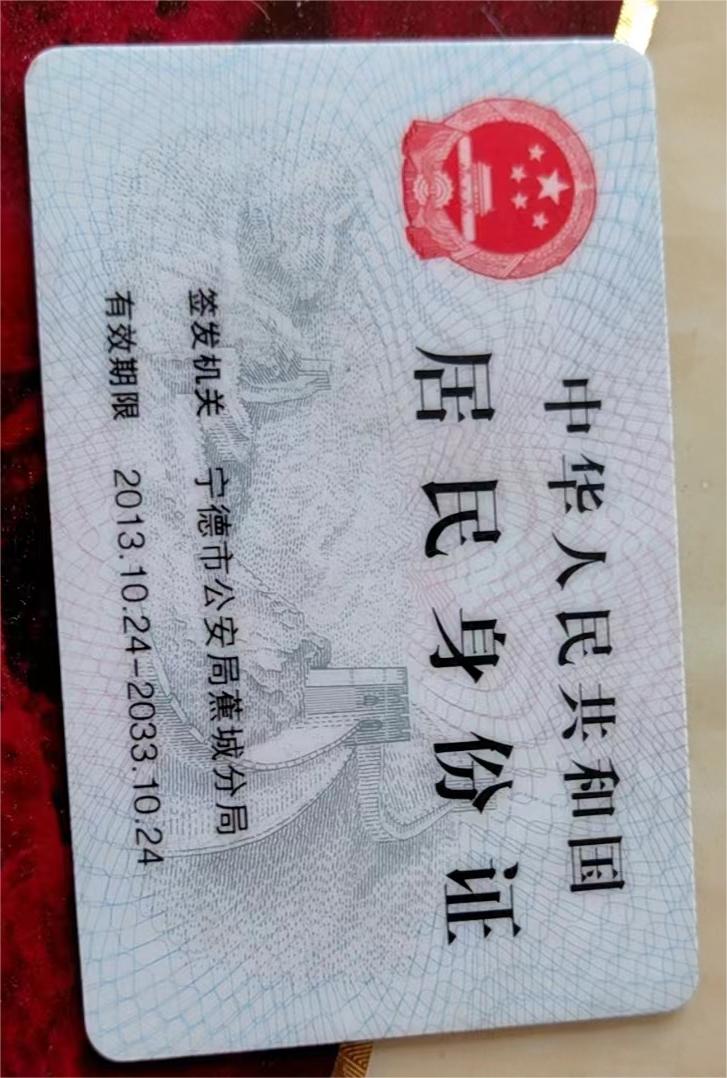 中华人民共和国
居民身份证
签发机关 宁德市公安局蕉城分局
有效期限 2013.10.24-2033.10.24